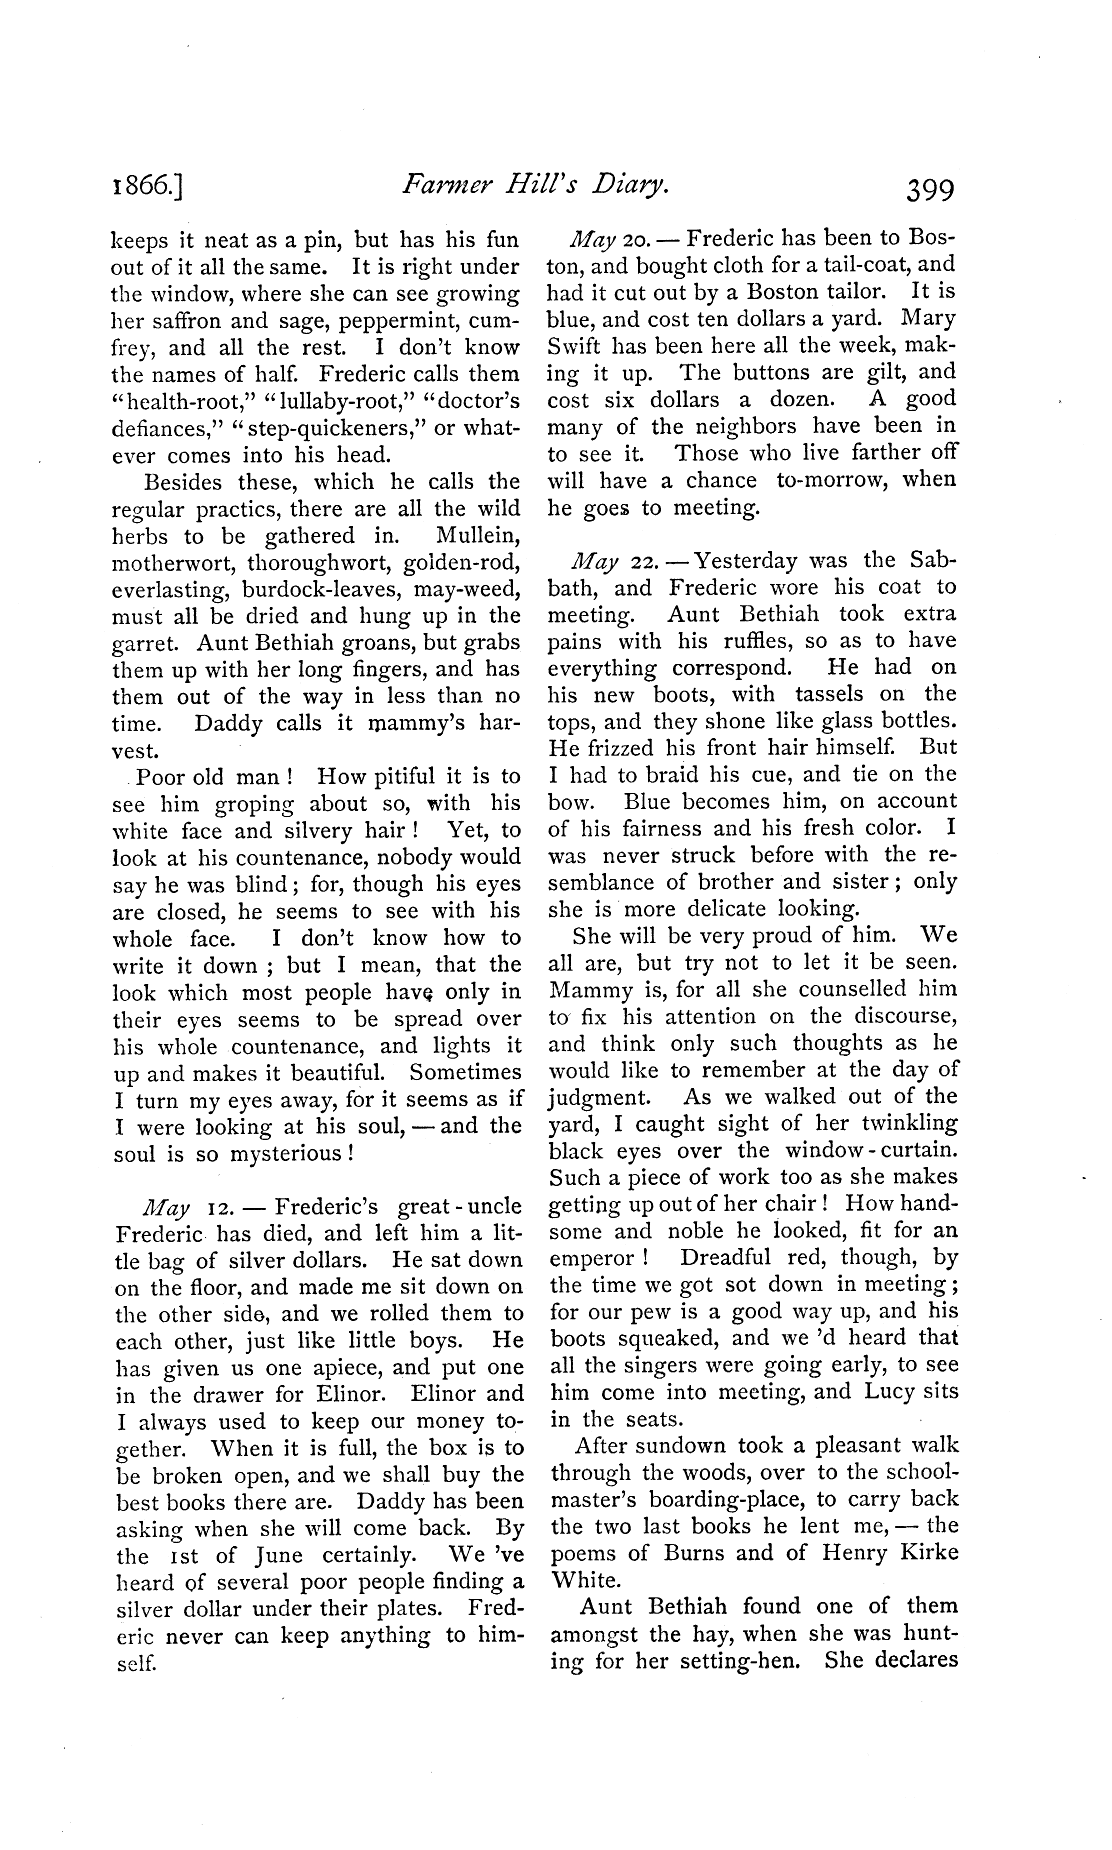 1866.] Farmer Hill's Diary. 399
keeps it neat as a pin, but has his fun
out of it all the same. It is right under
the window, where she can see growing
her saffron and sage, peppermint, cum-
frey, and all the rest. I don't know
the names of half. Frederic calls them
“health-root,” “lullaby-root,” “doctor's
defiances,” “step-quickeners,” or what-
ever comes into his head.
Besides these, which he calls the
regular practics, there are all the wild
herbs to be gathered in. Mullein,
motherwort, thoroughwort, golden-rod,
everlasting, burdock-leaves, may-weed,
must all be dried and hung up in the
garret. Aunt Bethiah groans, but grabs
them up with her long fingers, and has
them out of the way in less than no
time. Daddy calls it mammy's har-
vest.
Poor old man! How pitiful it is to
see him groping about so, with his
white face and silvery hair! Yet, to
look at his countenance, nobody would
say he was blind; for, though his eyes
are closed, he seems to see with his
whole face. I don't know how to
write it down; but I mean, that the
look which most people have only in
their eyes seems to be spread over
his whole countenance, and lights it
up and makes it beautiful. Sometimes
I turn my eyes away, for it seems as if
I were looking at his soul, — and the
soul is so mysterious!
May 12. — Frederic's great-uncle
Frederic has died, and left him a lit-
tle bag of silver dollars. He sat down
on the floor, and made me sit down on
the other side, and we rolled them to
each other, just like little boys. He
has given us one apiece, and put one
in the drawer for Elinor. Elinor and
I always used to keep our money to-
gether. When it is full, the box is to
be broken open, and we shall buy the
best books there are. Daddy has been
asking when she will come back. By
the 1st of June certainly. We 've
heard of several poor people finding a
silver dollar under their plates. Fred-
eric never can keep anything to him-
self.
May 20. — Frederic has been to Bos-
ton, and bought cloth for a tail-coat, and
had it cut out by a Boston tailor. It is
blue, and cost ten dollars a yard. Mary
Swift has been here all the week, mak-
ing it up. The buttons are gilt, and
cost six dollars a dozen. A good
many of the neighbors have been in
to see it. Those who live farther off
will have a chance to-morrow, when
he goes to meeting.
May 22. — Yesterday was the Sab-
bath, and Frederic wore his coat to
meeting. Aunt Bethiah took extra
pains with his ruffles, so as to have
everything correspond. He had on
his new boots, with tassels on the
tops, and they shone like glass bottles.
He frizzed his front hair himself. But
I had to braid his cue, and tie on the
bow. Blue becomes him, on account
of his fairness and his fresh color. I
was never struck before with the re-
semblance of brother and sister; only
she is more delicate looking.
She will be very proud of him. We
all are, but try not to let it be seen.
Mammy is, for all she counselled him
to fix his attention on the discourse,
and think only such thoughts as he
would like to remember at the day of
judgment. As we walked out of the
yard, I caught sight of her twinkling
black eyes over the window-curtain.
Such a piece of work too as she makes
getting up out of her chair! How hand-
some and noble he looked, fit for an
emperor! Dreadful red, though, by
the time we got sot down in meeting;
for our pew is a good way up, and his
boots squeaked, and we 'd heard that
all the singers were going early, to see
him come into meeting, and Lucy sits
in the seats.
After sundown took a pleasant walk
through the woods, over to the school-
master's boarding-place, to carry back
the two last books he lent me, — the
poems of Burns and of Henry Kirke
White.
Aunt Bethiah found one of them
amongst the hay, when she was hunt-
ing for her setting-hen. She declares